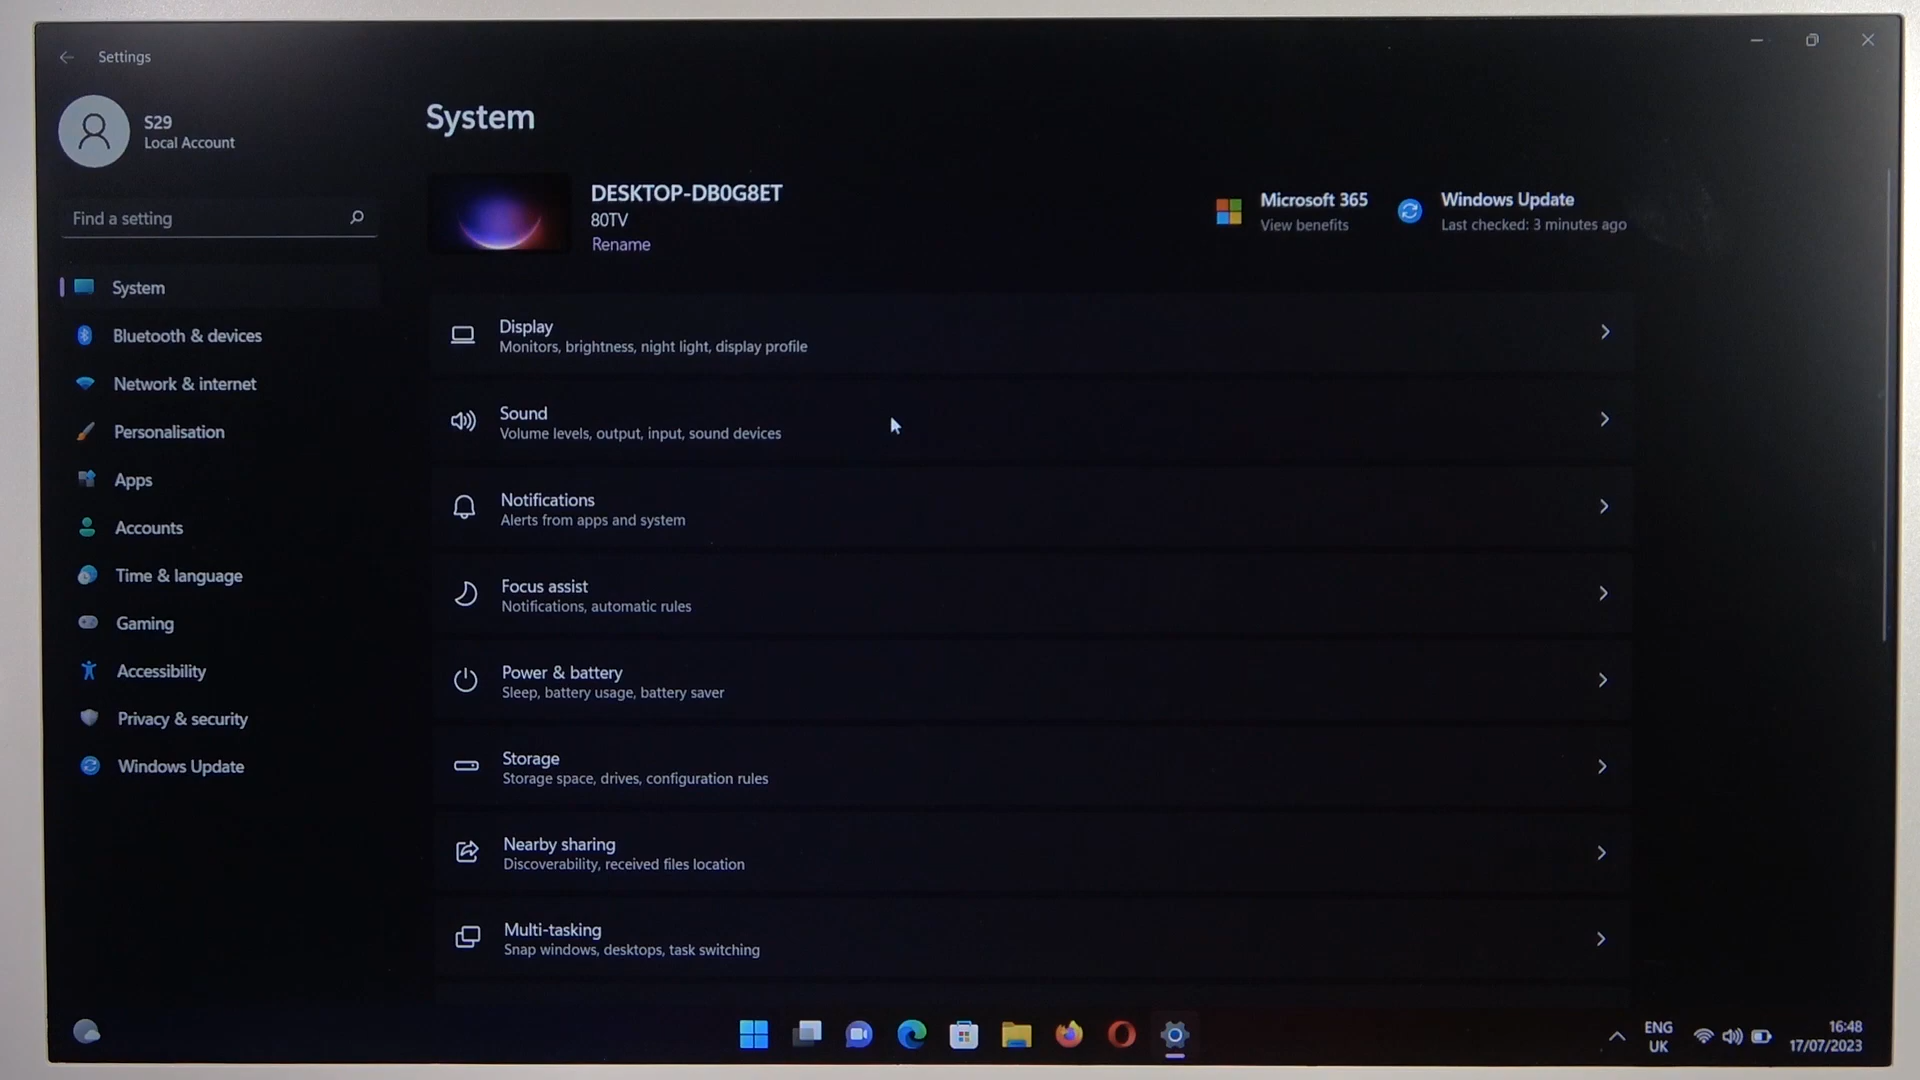 Settings
S29
Local Account
Find a setting
System
Bluetooth & devices
Network & internet
Personalisation
Apps
Accounts
Time & language
Gaming
Accessibility
Privacy & security
Windows Update
System
DESKTOP-DB0G8ET
80TV
Rename
Microsoft 365
View benefits
Windows Update
Last checked: 3 minutes ago
Display
Monitors, brightness, night light, display profile
Sound
Volume levels, output, input, sound devices
Notifications
Alerts from apps and system
Focus assist
Notifications, automatic rules
Power & battery
Sleep, battery usage, battery saver
Storage
Storage space, drives, configuration rules
Nearby sharing
Discoverability, received files location
Multi-tasking
Snap windows, desktops, task switching
ENG
UK
16:48
17/07/2023